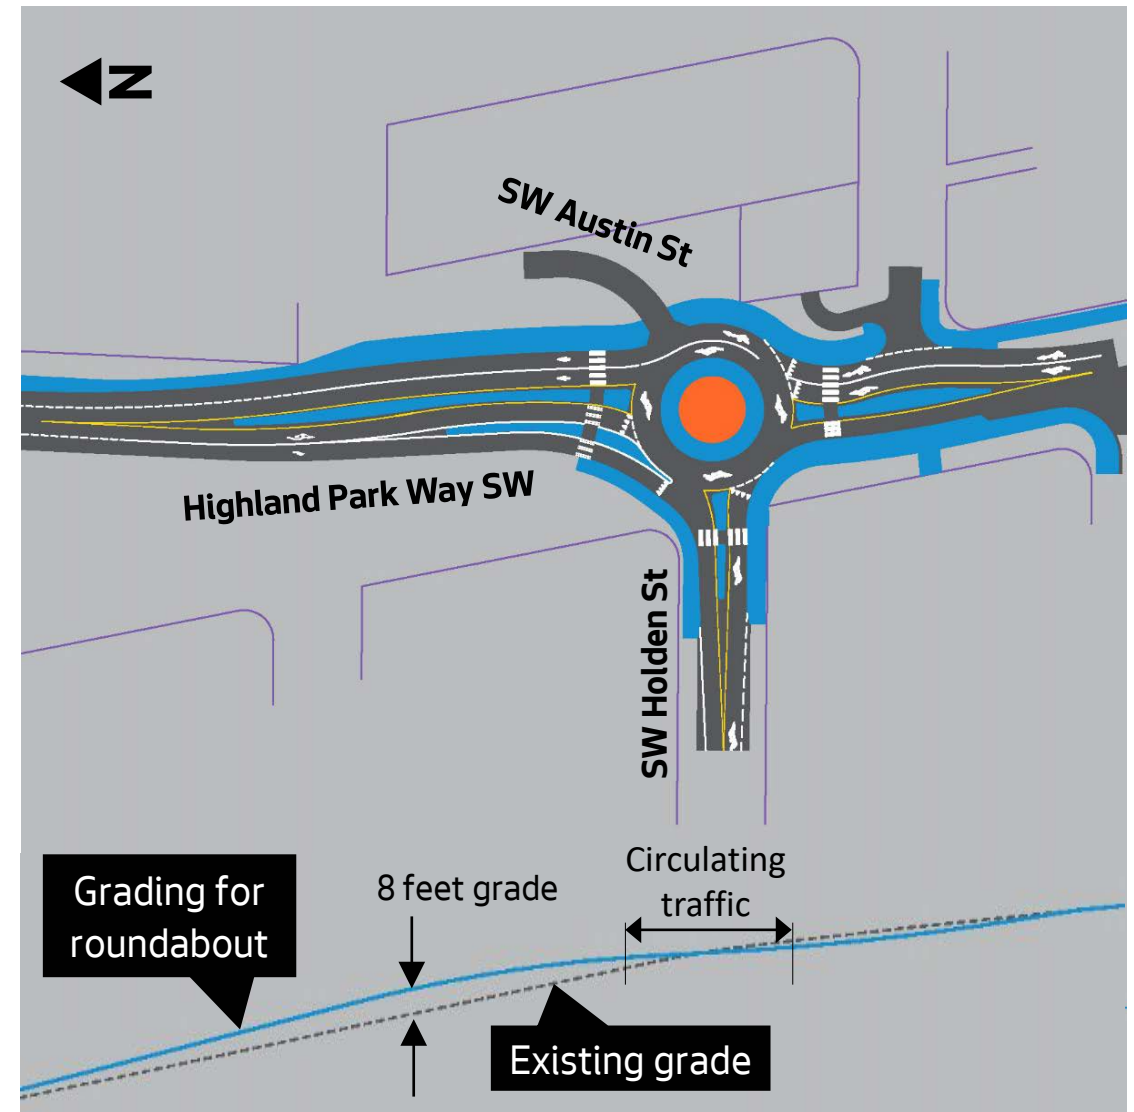 N
SW Austin St
Highland Park Way SW
SW Holden St
Grading for
roundabout
8 feet grade
Circulating
traffic
Existing grade